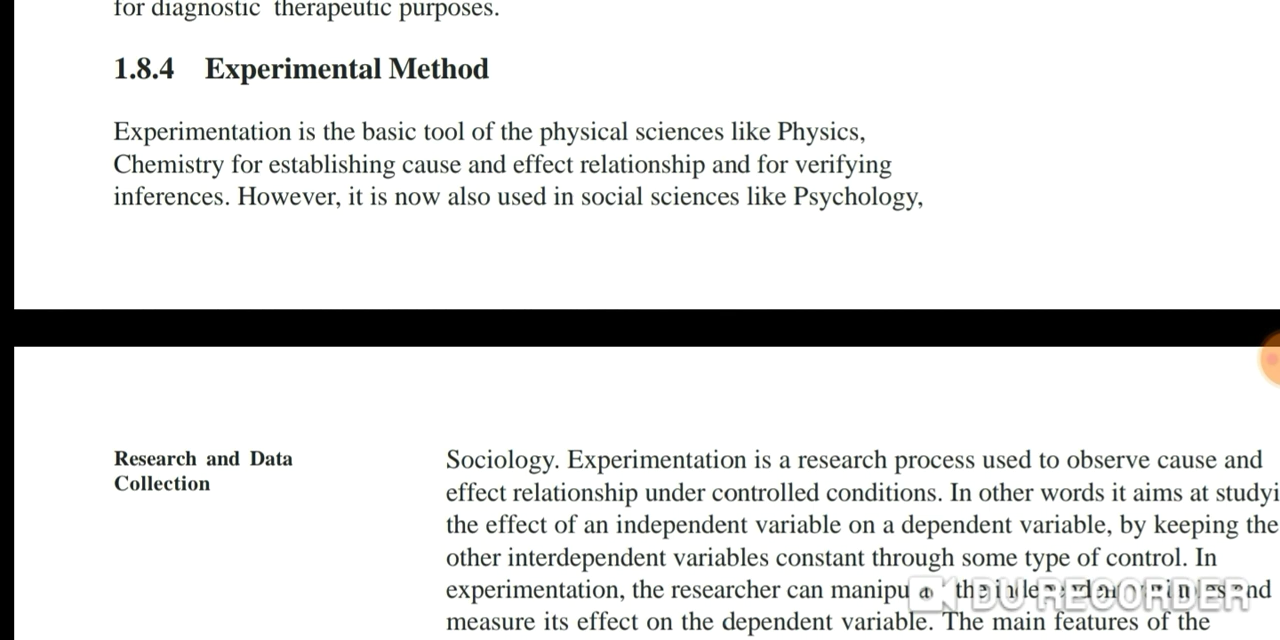 for diagnostic therapeutic purposes.
1.8.4 Experimental Method
Experimentation is the basic tool of the physical sciences like Physics,
Chemistry for establishing cause and effect relationship and for verifying
inferences. However, it is now also used in social sciences like Psychology,
Research and Data
Collection
Sociology. Experimentation is a research process used to observe cause and
effect relationship under controlled conditions. In other words it aims at studyi
the effect of an independent variable on a dependent variable, by keeping the
other interdependent variables constant through some type of control. In
experimentation, the researcher can and
DU RECORDER
measure its effect on the dependent variable. The main features of the